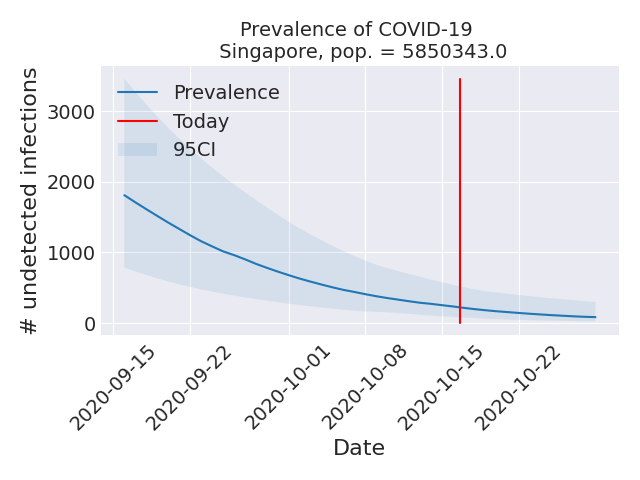 Prevalence of COVID-19
Singapore, pop. = 5850343.0
# undetected infections
3000
2000
1000
0
Prevalence
Today
95CI
2020-09-15
2020-09-22
2020-10-01
2020-10-08
2020-10-15
2020-10-22
Date